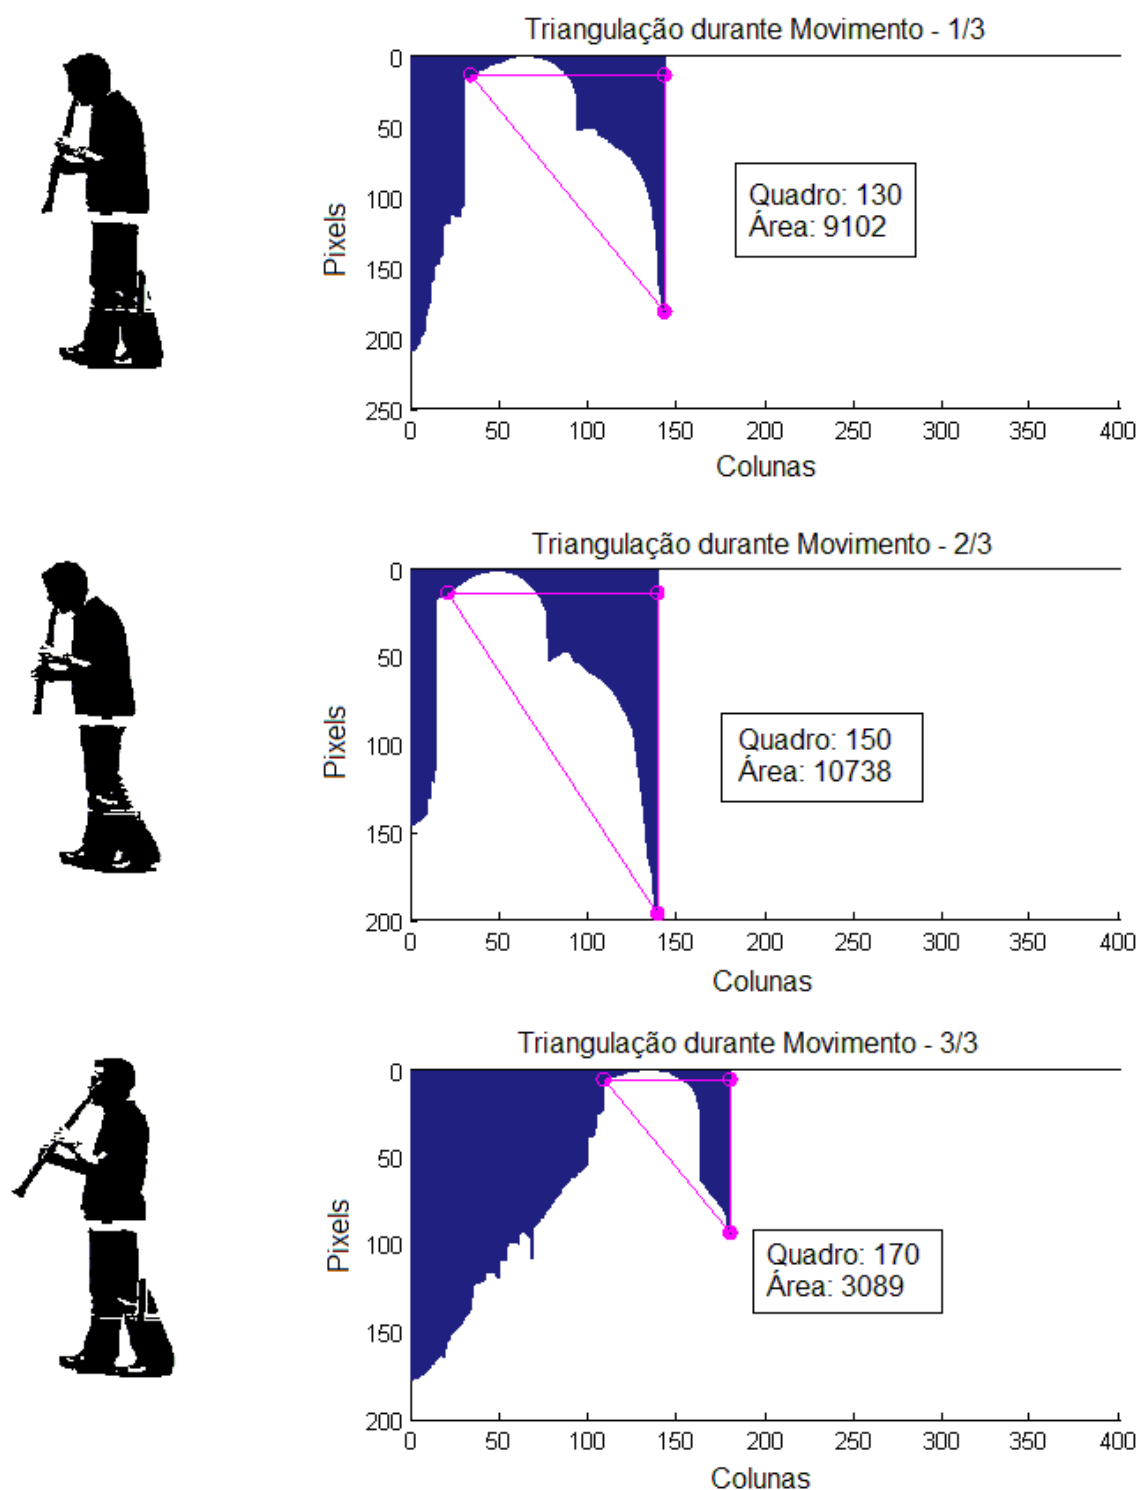 Triangulação durante Movimento - 1/3
0
50
100
150
200
250
Pixels
Quadro: 130
Área: 9102
0 50 100 150 200 250 300 350 400
Colunas
Triangulação durante Movimento - 2/3
0
50
100
150
200
Pixels
Quadro: 150
Área: 10738
0 50 100 150 200 250 300 350 400
Colunas
Triangulação durante Movimento - 3/3
0
50
100
150
200
Pixels
Quadro: 170
Área: 3089
0 50 100 150 200 250 300 350 400
Colunas